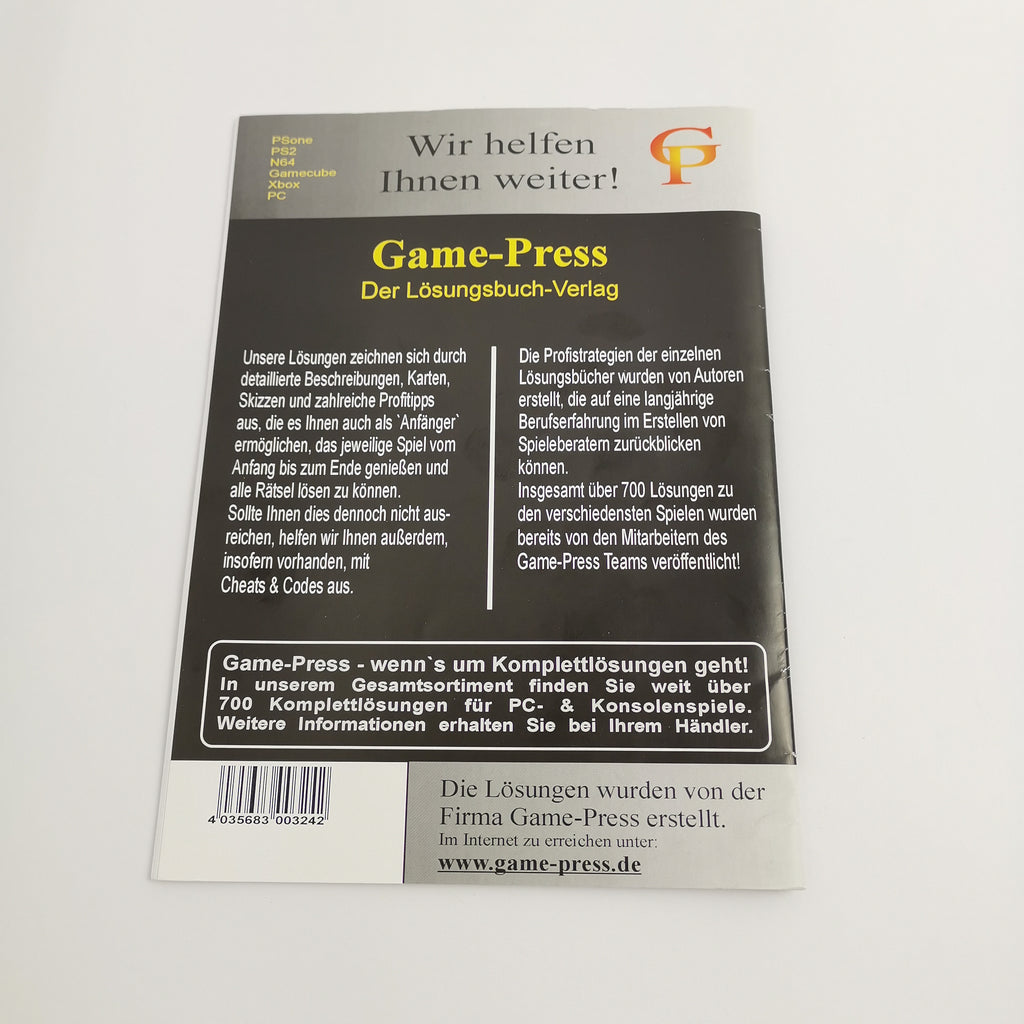 PSone
PS2
N64
Gamecube
Xbox
PC
Wir helfen
Ihnen weiter!
GP
Game-Press
Der Lösungsbuch-Verlag
Unsere Lösungen zeichnen sich durch
detaillierte Beschreibungen, Karten,
Skizzen und zahlreiche Profitipps
aus, die es Ihnen auch als `Anfänger`
ermöglichen, das jeweilige Spiel vom
Anfang bis zum Ende genießen und
alle Rätsel lösen zu können.
Sollte Ihnen dies dennoch nicht aus-
reichen, helfen wir Ihnen außerdem,
insofern vorhanden, mit
Cheats & Codes aus.
Die Profistrategien der einzelnen
Lösungsbücher wurden von Autoren
erstellt, die auf eine langjährige
Berufserfahrung im Erstellen von
Spieleberatern zurückblicken
können.
Insgesamt über 700 Lösungen zu
den verschiedensten Spielen wurden
bereits von den Mitarbeitern des
Game-Press Teams veröffentlicht!
Game-Press - wenn`s um Komplettlösungen geht!
In unserem Gesamtsortiment finden Sie weit über
700 Komplettlösungen für PC- & Konsolenspiele.
Weitere Informationen erhalten Sie bei Ihrem Händler.
4 035683 003242
Die Lösungen wurden von der
Firma Game-Press erstellt.
Im Internet zu erreichen unter:
www.game-press.de